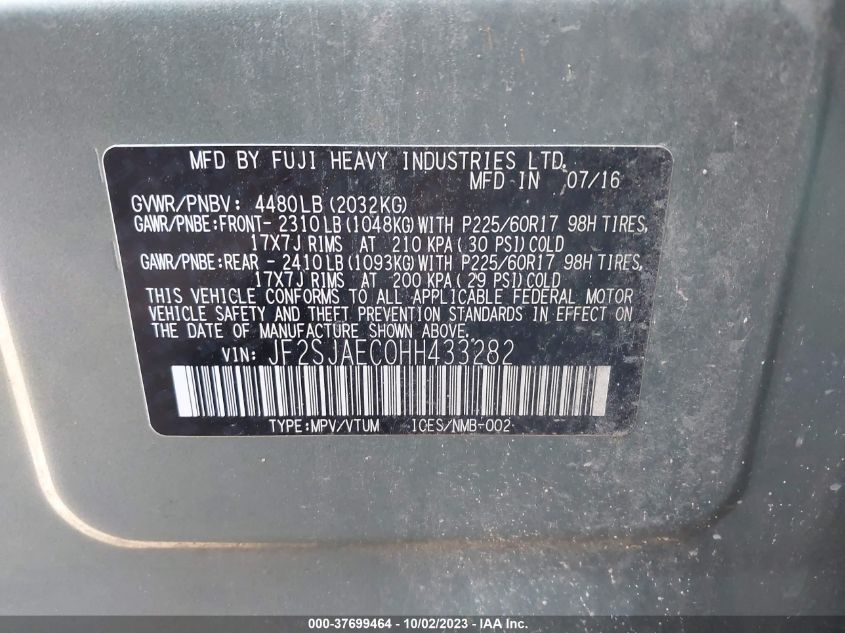 MFD BY FUJI HEAVY INDUSTRIES LTD.
MFD IN 07/16
GVWR/PNBV: 4480LB (2032KG)
GAWR/PNBE:FRONT- 2310LB (1048KG) WITH P225/60R17 98H TIRES,
17X7J RIMS AT 210 KPA( 30 PSI) COLD
GAWR/PNBE:REAR - 2410LB (1093KG) WITH P225/60R17 98H TIRES,
17X7J RIMS AT 200 KPA( 29 PSI) COLD
THIS VEHICLE CONFORMS TO ALL APPLICABLE FEDERAL MOTOR
VEHICLE SAFETY AND THEFT PREVENTION STANDARDS IN EFFECT ON
THE DATE OF MANUFACTURE SHOWN ABOVE.
VIN: JF2SJAEC0HH433282
TYPE:MPV/VTUM ICES/NMB-002
000-37699464 - 10/02/2023 - IAA Inc.